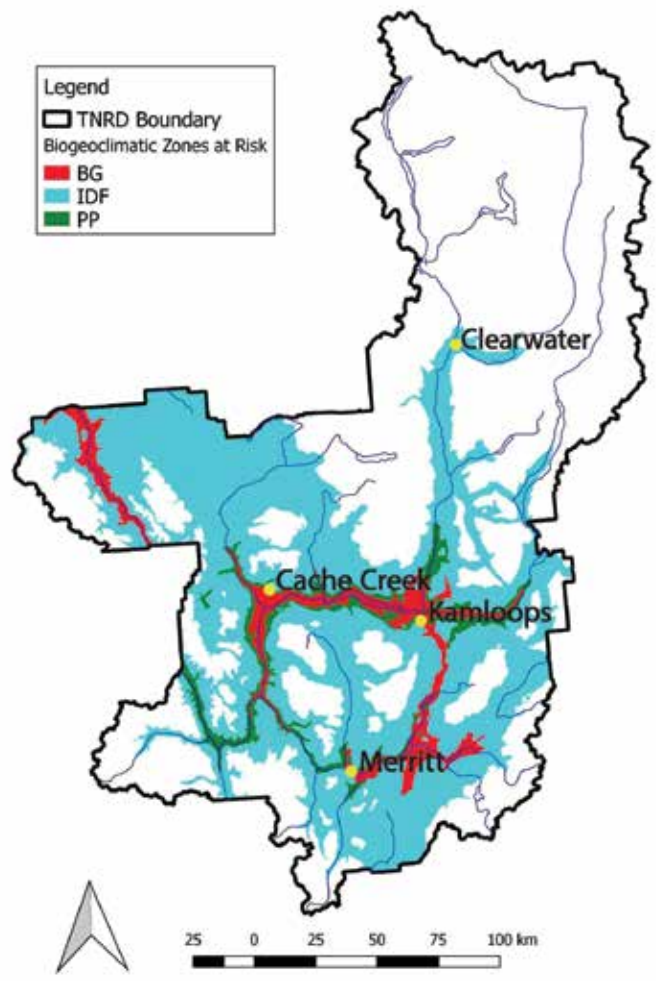 Legend
TNRD Boundary
Biogeoclimatic Zones at Risk
BG
IDF
PP
Clearwater
Cache Creek
Kamloops
Merritt
25 0 25 50 75 100 km